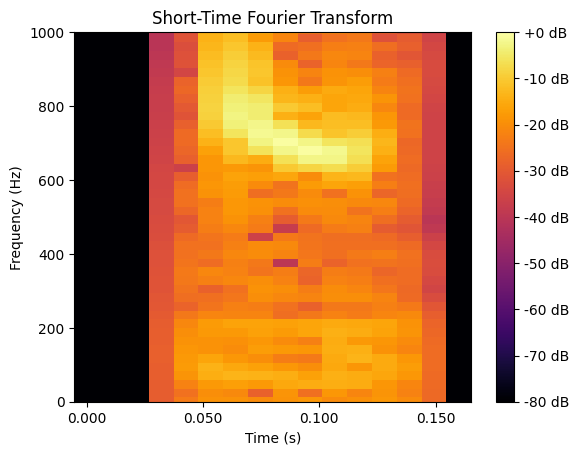 Short-Time Fourier Transform
1000
800
600
400
200
0
Frequency (Hz)
0.000
0.050
0.100
0.150
Time (s)
+0 dB
-10 dB
-20 dB
-30 dB
-40 dB
-50 dB
-60 dB
-70 dB
-80 dB